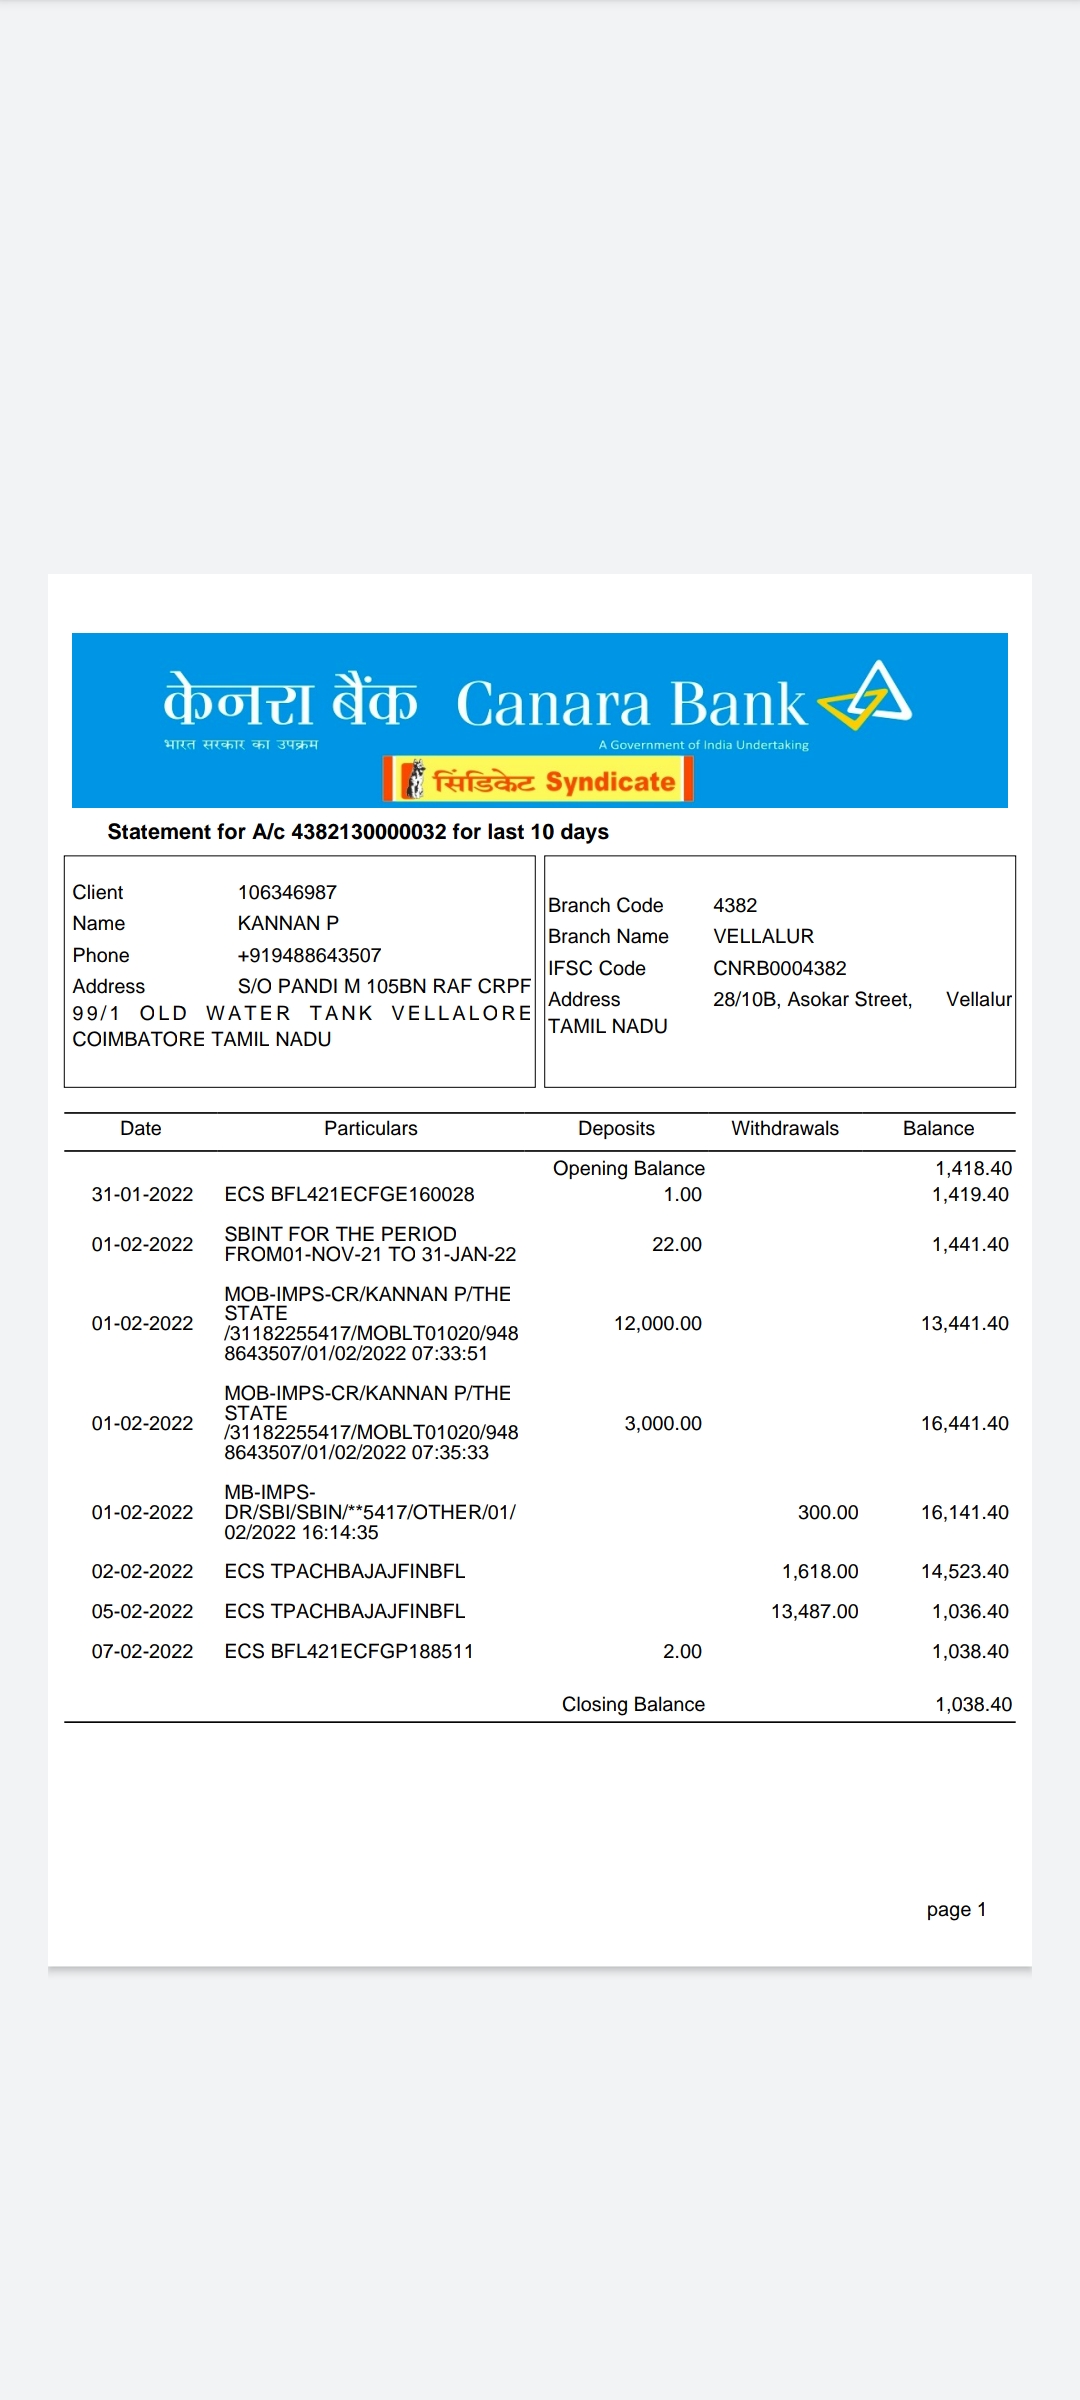 केनरा बैंक Canara Bank
भारत सरकार का उपक्रम A Government of India Undertaking
सिंडिकेट Syndicate
Statement for A/c 4382130000032 for last 10 days
Client 106346987
Name KANNAN P
Phone +919488643507
Address S/O PANDI M 105BN RAF CRPF
99/1 OLD WATER TANK VELLALORE
COIMBATORE TAMIL NADU
Branch Code 4382
Branch Name VELLALUR
IFSC Code CNRB0004382
Address 28/10B, Asokar Street, Vellalur
TAMIL NADU
Date Particulars Deposits Withdrawals Balance
Opening Balance 1,418.40
31-01-2022 ECS BFL421ECFGE160028 1.00 1,419.40
SBINT FOR THE PERIOD
01-02-2022 22.00 1,441.40
FROM01-NOV-21 TO 31-JAN-22
MOB-IMPS-CR/KANNAN P/THE
STATE
01-02-2022 12,000.00 13,441.40
/31182255417/MOBLT01020/948
8643507/01/02/2022 07:33:51
MOB-IMPS-CR/KANNAN P/THE
STATE
01-02-2022 3,000.00 16,441.40
/31182255417/MOBLT01020/948
8643507/01/02/2022 07:35:33
MB-IMPS-
01-02-2022 DR/SBI/SBIN/**5417/OTHER/01/ 300.00 16,141.40
02/2022 16:14:35
02-02-2022 ECS TPACHBAJAJFINBFL 1,618.00 14,523.40
05-02-2022 ECS TPACHBAJAJFINBFL 13,487.00 1,036.40
07-02-2022 ECS BFL421ECFGP188511 2.00 1,038.40
Closing Balance 1,038.40
page 1